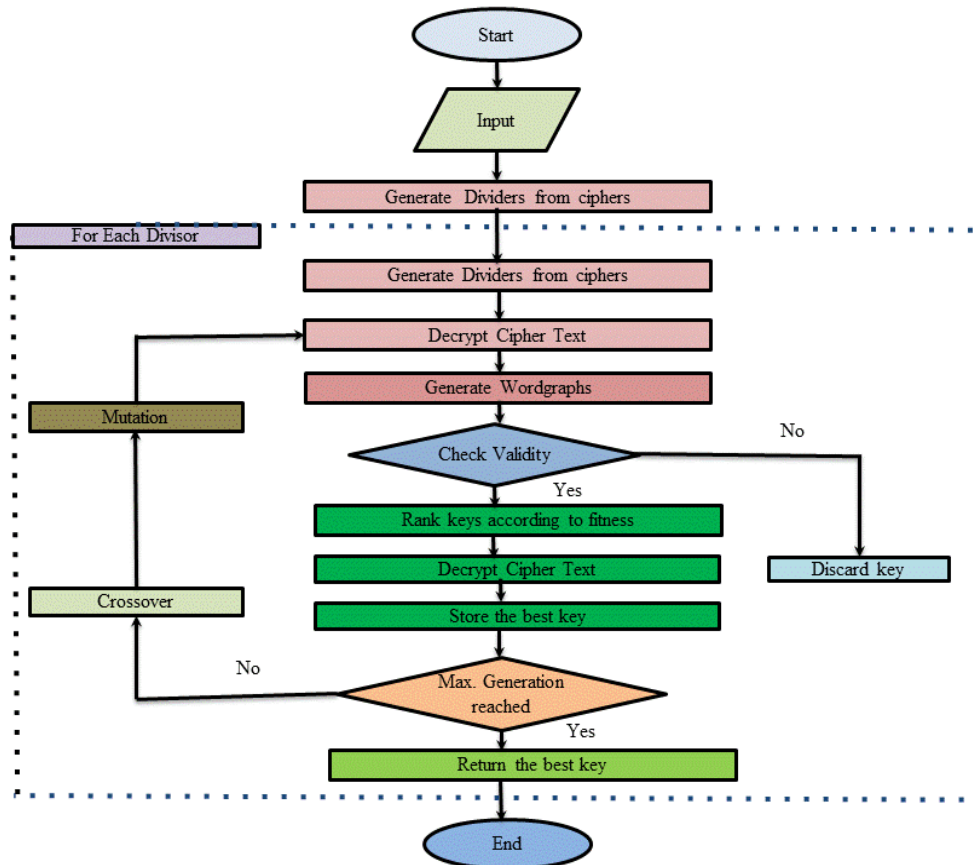 Start
Input
Generate Dividers from ciphers
For Each Divisor
Generate Dividers from ciphers
Decrypt Cipher Text
Generate Wordgraphs
Mutation
No
Check Validity
Yes
Rank keys according to fitness
Decrypt Cipher Text
Discard key
Crossover
Store the best key
No
Max. Generation
reached
Yes
Return the best key
End